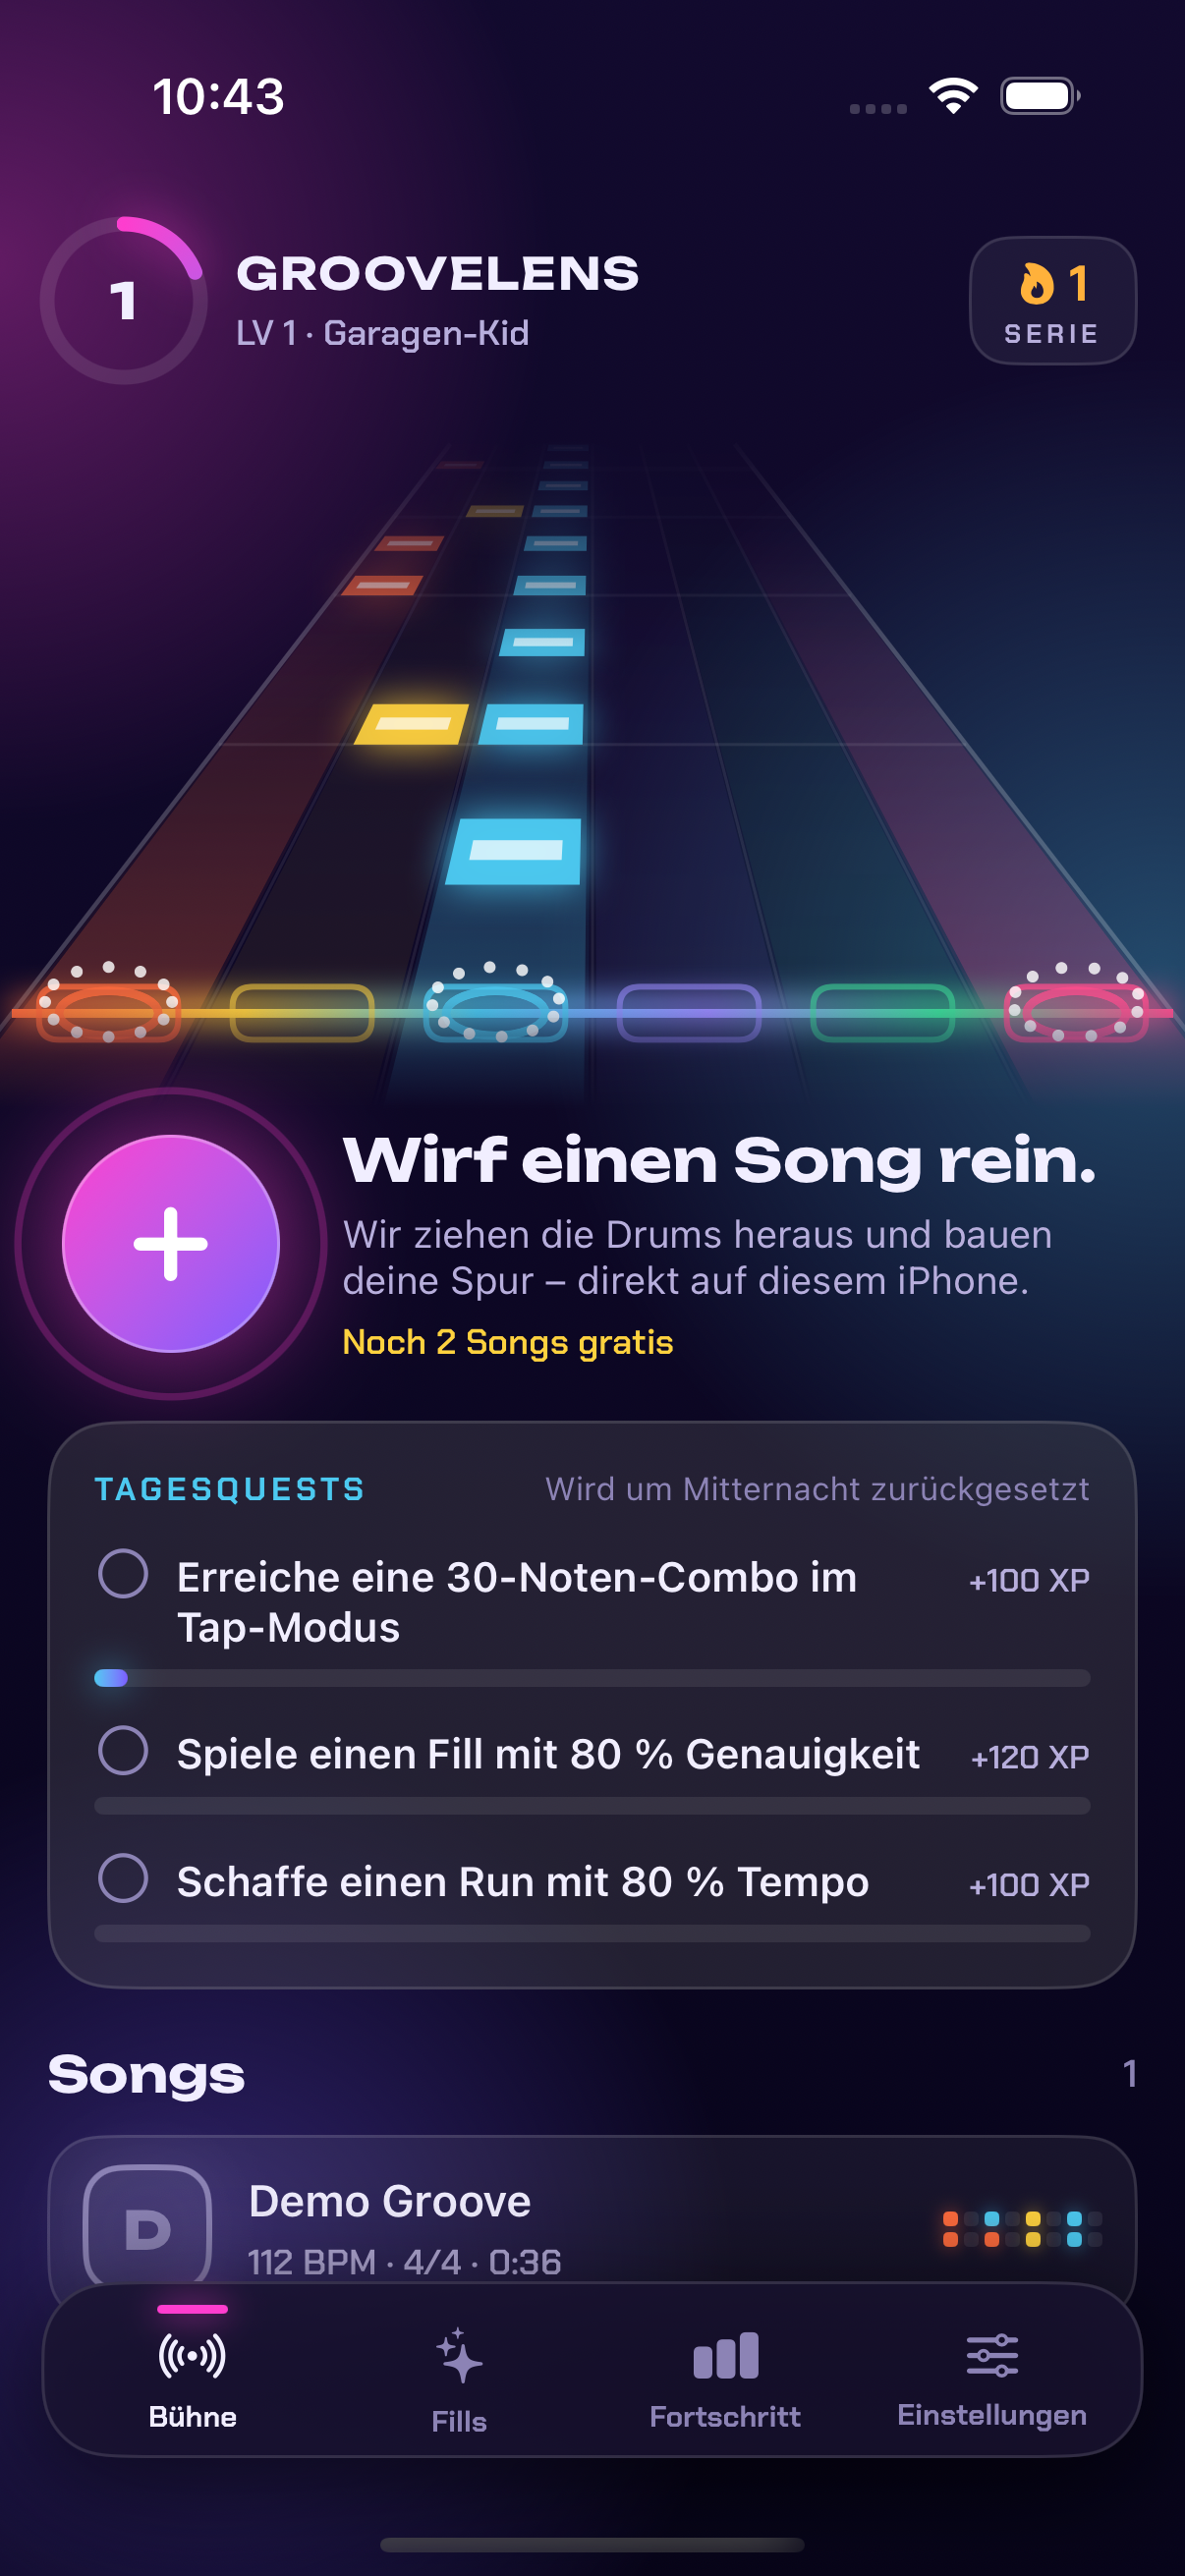 10:43
1
GROOVELENS
LV 1 · Garagen-Kid
1
SERIE
Wirf einen Song rein.
Wir ziehen die Drums heraus und bauen
deine Spur – direkt auf diesem iPhone.
Noch 2 Songs gratis
TAGESQUESTS
Wird um Mitternacht zurückgesetzt
Erreiche eine 30-Noten-Combo im
Tap-Modus
+100 XP
Spiele einen Fill mit 80 % Genauigkeit
+120 XP
Schaffe einen Run mit 80 % Tempo
+100 XP
Songs
1
D
Demo Groove
112 BPM · 4/4 · 0:36
Bühne
Fills
Fortschritt
Einstellungen